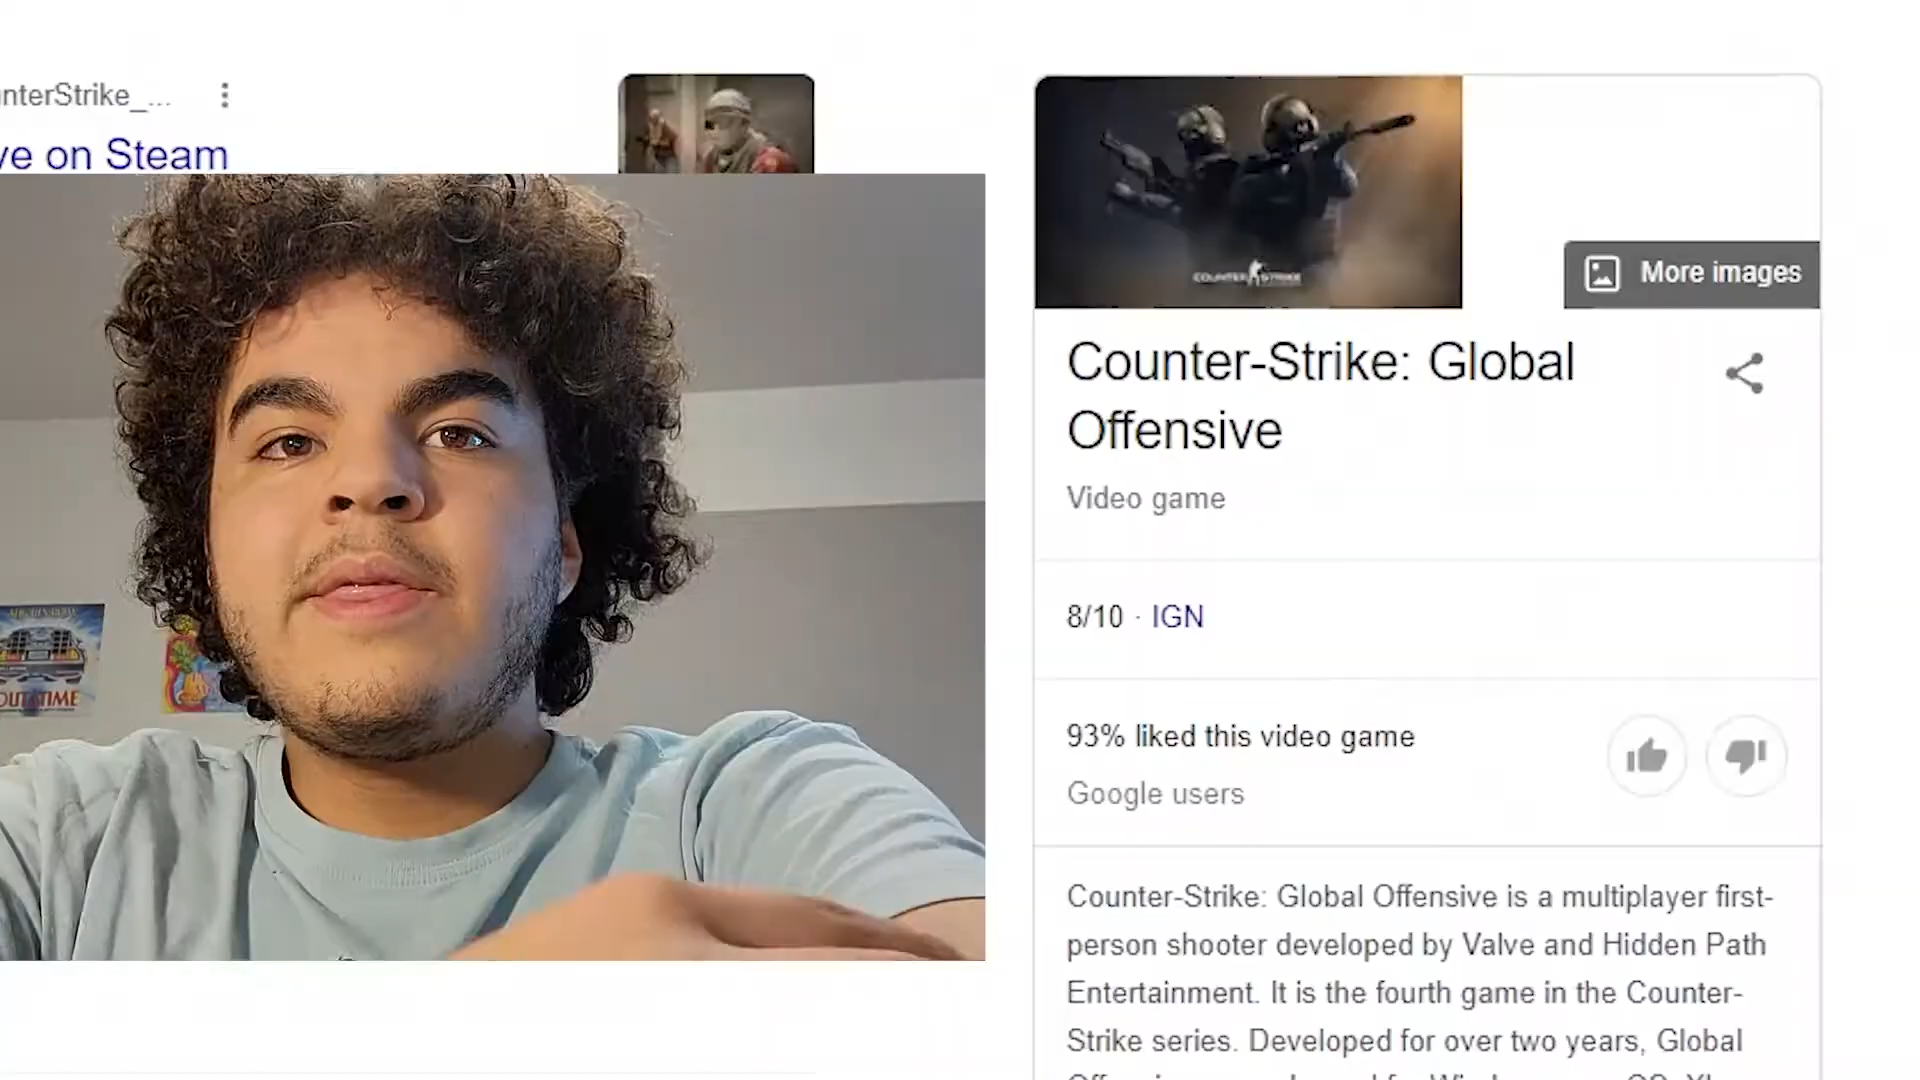 nterStrike_...
ve on Steam
COUNTER STRIKE
More images
Counter-Strike: Global
Offensive
Video game
8/10 · IGN
93% liked this video game
Google users
Counter-Strike: Global Offensive is a multiplayer first-
person shooter developed by Valve and Hidden Path
Entertainment. It is the fourth game in the Counter-
Strike series. Developed for over two years, Global
OUTATIME